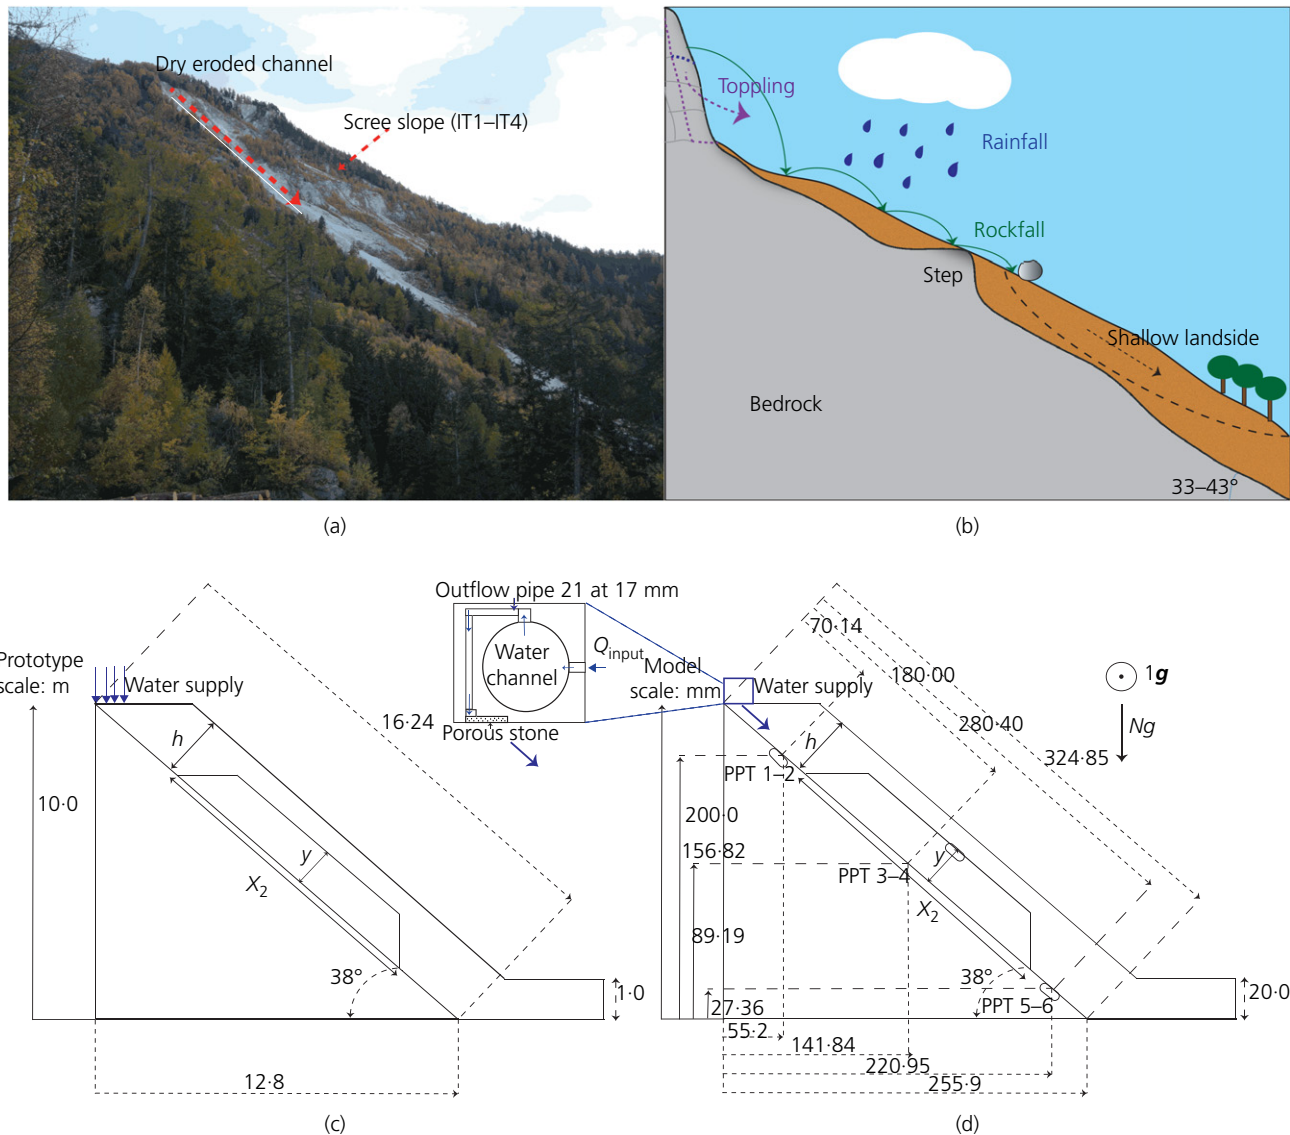 Dry eroded channel
Scree slope (IT1–IT4)
(a)
Toppling
Rainfall
Rockfall
Step
Shallow landside
Bedrock
33–43°
(b)
Prototype
scale: m
Water supply
h
16·24
10·0
y
X2
38°
1·0
12·8
(c)
Outflow pipe 21 at 17 mm
Water
channel
Qinput
Porous stone
Model
scale: mm
Water supply
70·14
180·00
280·40
324·85
1g
Ng
h
PPT 1–2
200·0
156·82
PPT 3–4
y
X2
89·19
38°
PPT 5–6
27·36
20·0
55·2
141·84
220·95
255·9
(d)